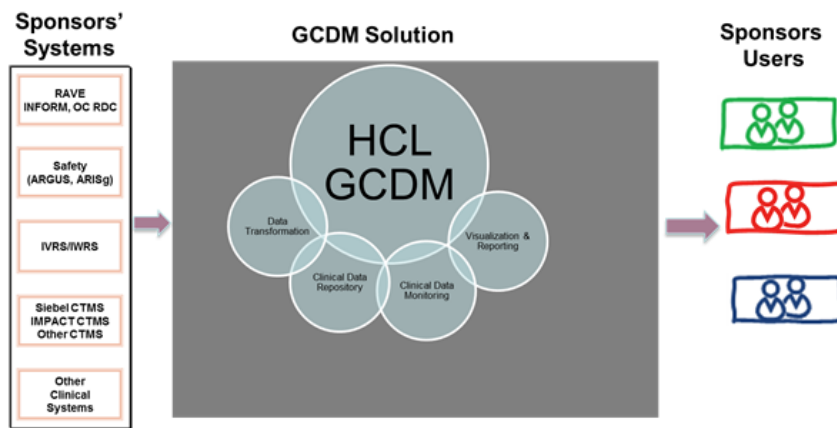 Sponsors'
Systems
GCDM Solution
Sponsors
Users
RAVE
INFORM, OC RDC
Safety
(ARGUS, ARISg)
IVRS/IWRS
Siebel CTMS
IMPACT CTMS
Other CTMS
Other
Clinical
Systems
HCL
GCDM
Data
Transformation
Clinical Data
Repository
Clinical Data
Monitoring
Visualization &
Reporting